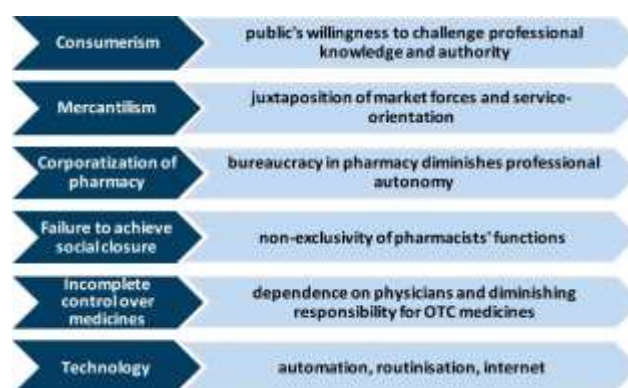 Consumerism
public's willingness to challenge professional
knowledge and authority
Mercantilism
juxtaposition of market forces and service-
orientation
Corporatization of
pharmacy
bureaucracy in pharmacy diminishes professional
autonomy
Failure to achieve
social closure
non-exclusivity of pharmacists' functions
Incomplete
control over
medicines
dependence on physicians and diminishing
responsibility for OTC medicines
Technology
automation, routinisation, internet